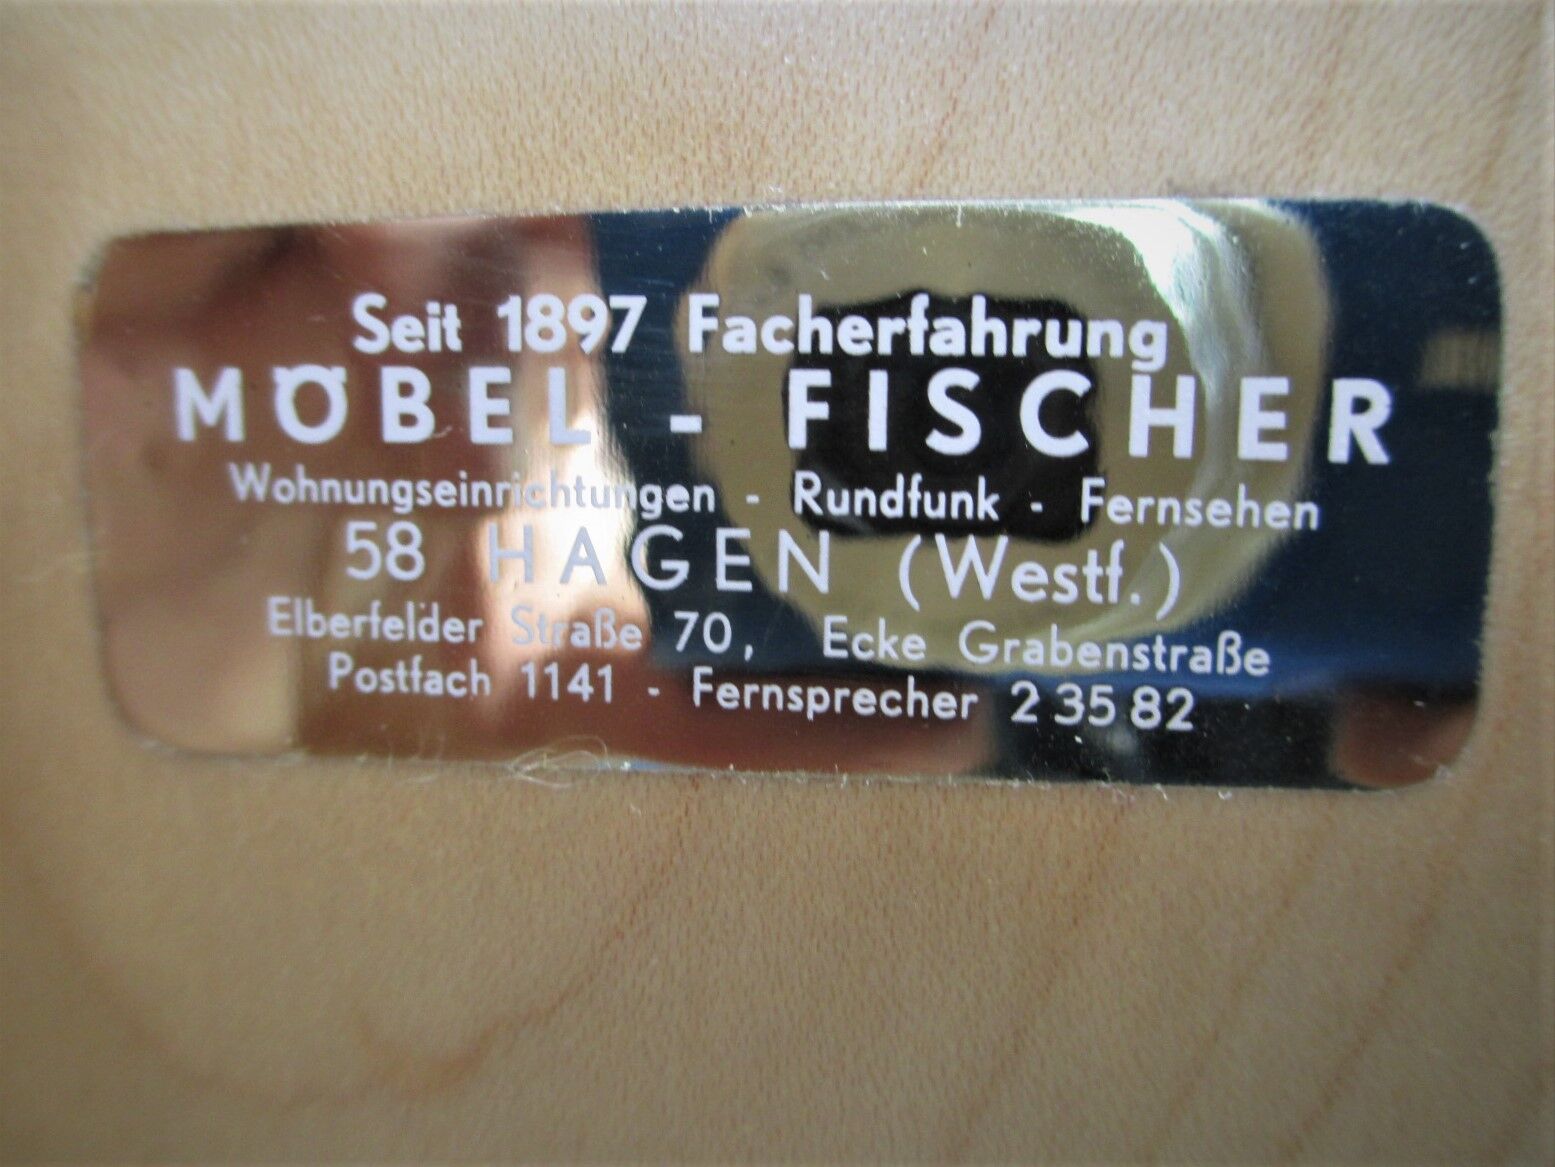 Seit 1897 Facherfahrung
MÖBEL - FISCHER
Wohnungseinrichtungen - Rundfunk - Fernsehen
58 HAGEN (Westf.)
Elberfelder Straße 70, Ecke Grabenstraße
Postfach 1141 - Fernsprecher 2 35 82